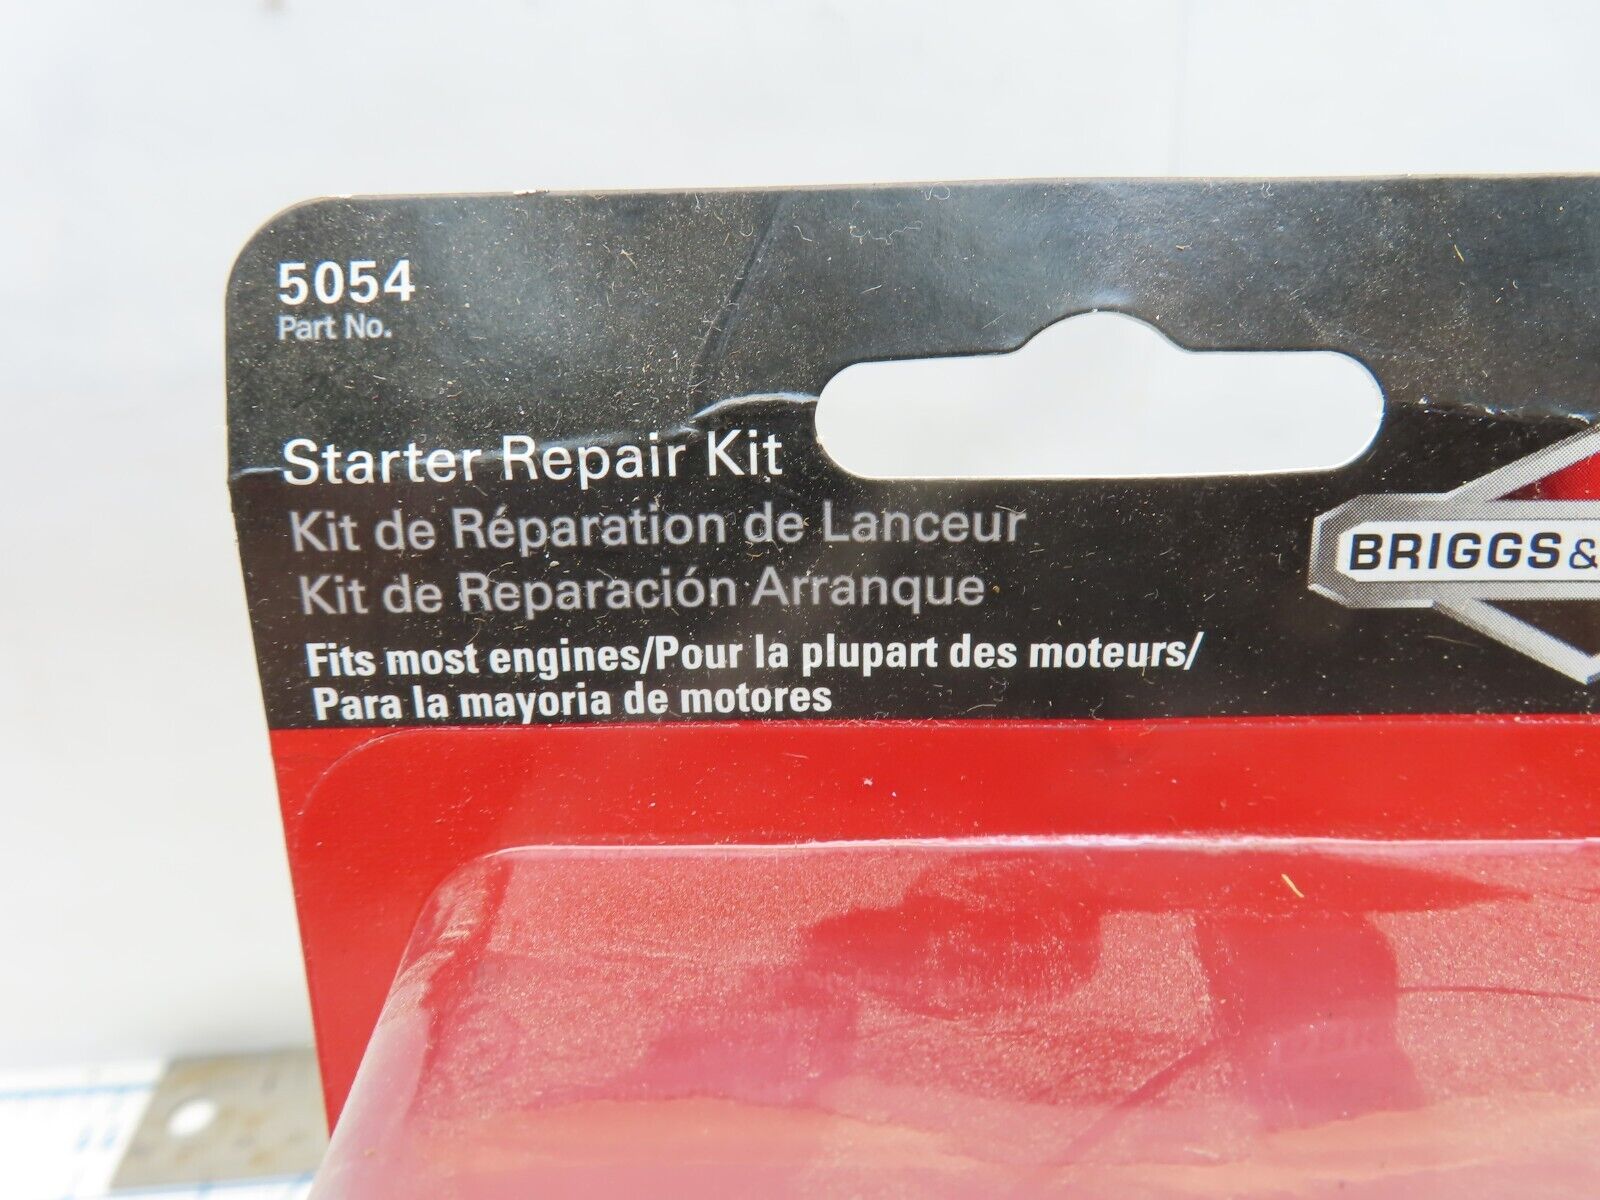 5054
Part No.
Starter Repair Kit
Kit de Réparation de Lanceur
Kit de Reparación Arranque
Fits most engines/Pour la plupart des moteurs/
Para la mayoria de motores
BRIGGS&